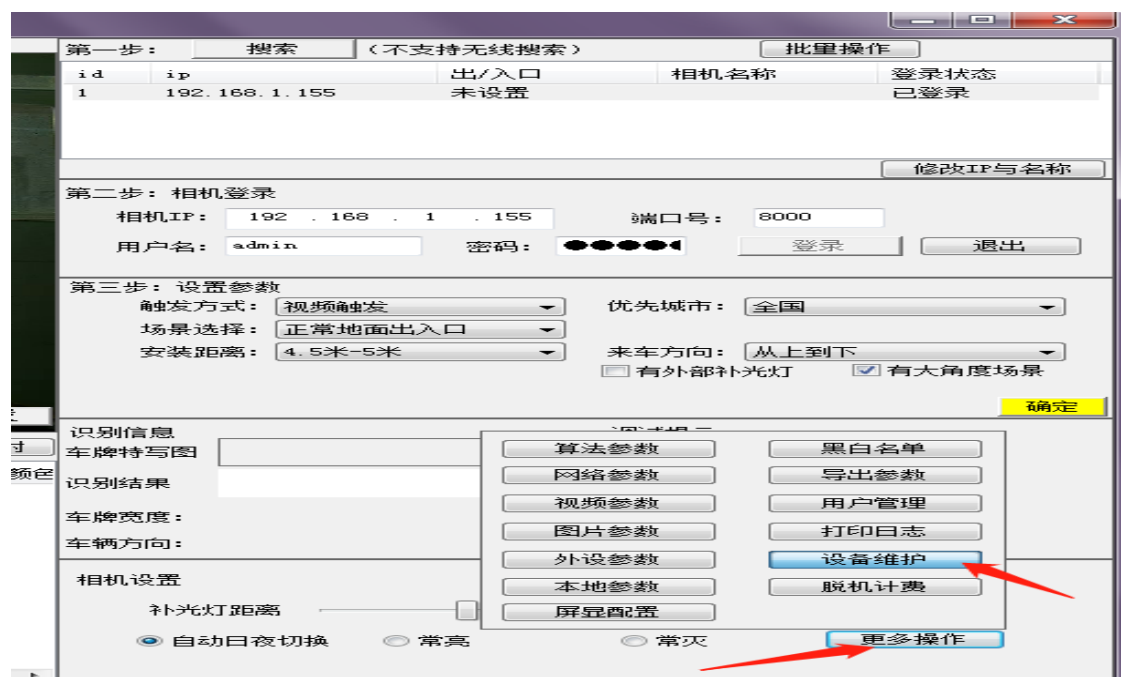 第一步： 搜索 （不支持无线搜索） 批里操作
id ip 出/入口 相机名称 登录状态
1 192.168.1.155 未设置 已登录
修改IP与名称
第二步：相机登录
相机IP： 192 . 168 . 1 . 155 端口号： 8000
用户名： admin 密码： ●●●●● 登录 退出
第三步：设置参数
触发方式： 视频触发 优先城市： 全国
场景选择： 正常地面出入口
安装距离： 4.5米-5米 来车方向： 从上到下
有外部补光灯 有大角度场景
确定
识别信息
车牌特写图
颜色
识别结果
车牌宽度：
车辆方向：
算法参数 黑白名单
网络参数 导出参数
视频参数 用户管理
图片参数 打印日志
外设参数 设备维护
本地参数 脱机计费
屏显配置
相机设置
补光灯距离
自动日夜切换 常亮 常灭 更多操作